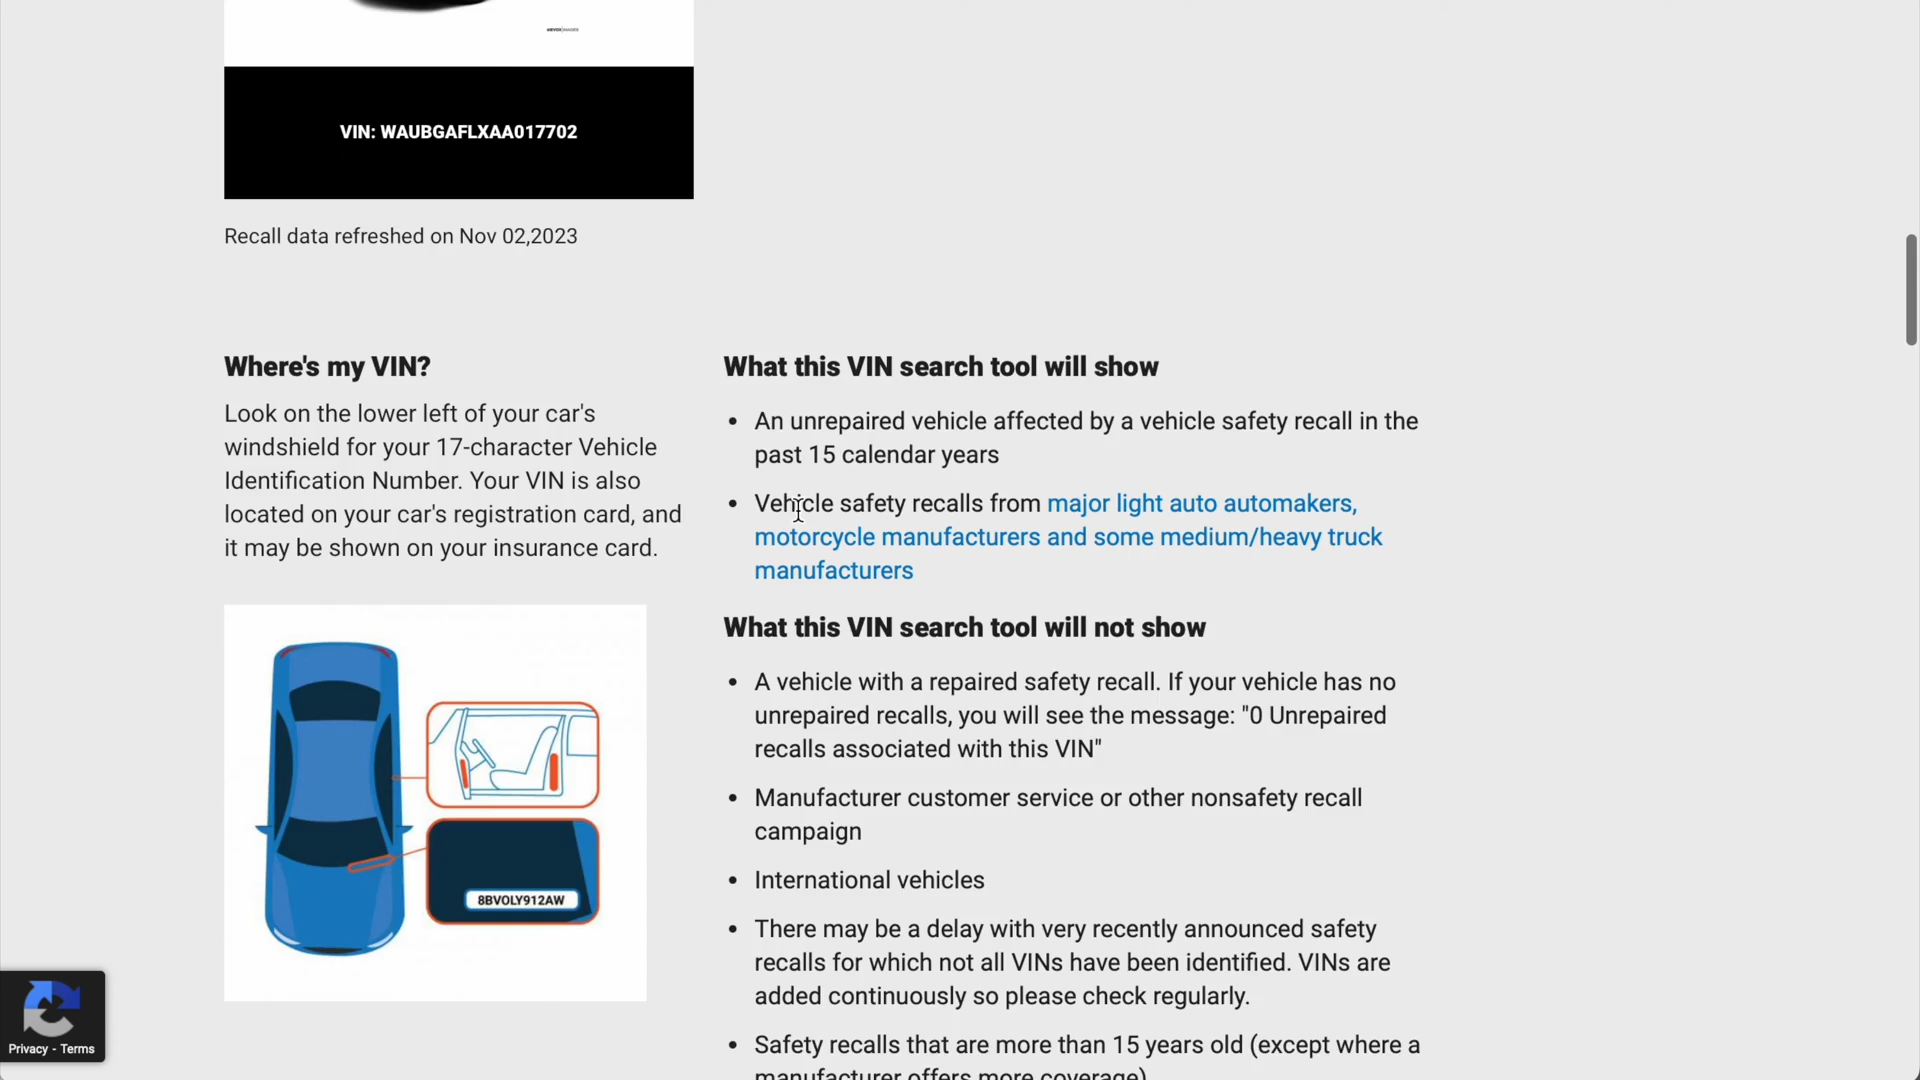 VIN: WAUBGAFLXAA017702
Recall data refreshed on Nov 02,2023
Where's my VIN?
Look on the lower left of your car's
windshield for your 17-character Vehicle
Identification Number. Your VIN is also
located on your car's registration card, and
it may be shown on your insurance card.
8BVOLY912AW
What this VIN search tool will show
An unrepaired vehicle affected by a vehicle safety recall in the
past 15 calendar years
Vehicle safety recalls from major light auto automakers,
motorcycle manufacturers and some medium/heavy truck
manufacturers
What this VIN search tool will not show
A vehicle with a repaired safety recall. If your vehicle has no
unrepaired recalls, you will see the message: "0 Unrepaired
recalls associated with this VIN"
Manufacturer customer service or other nonsafety recall
campaign
International vehicles
There may be a delay with very recently announced safety
recalls for which not all VINs have been identified. VINs are
added continuously so please check regularly.
Safety recalls that are more than 15 years old (except where a
manufacturer offers more coverage)
Privacy - Terms